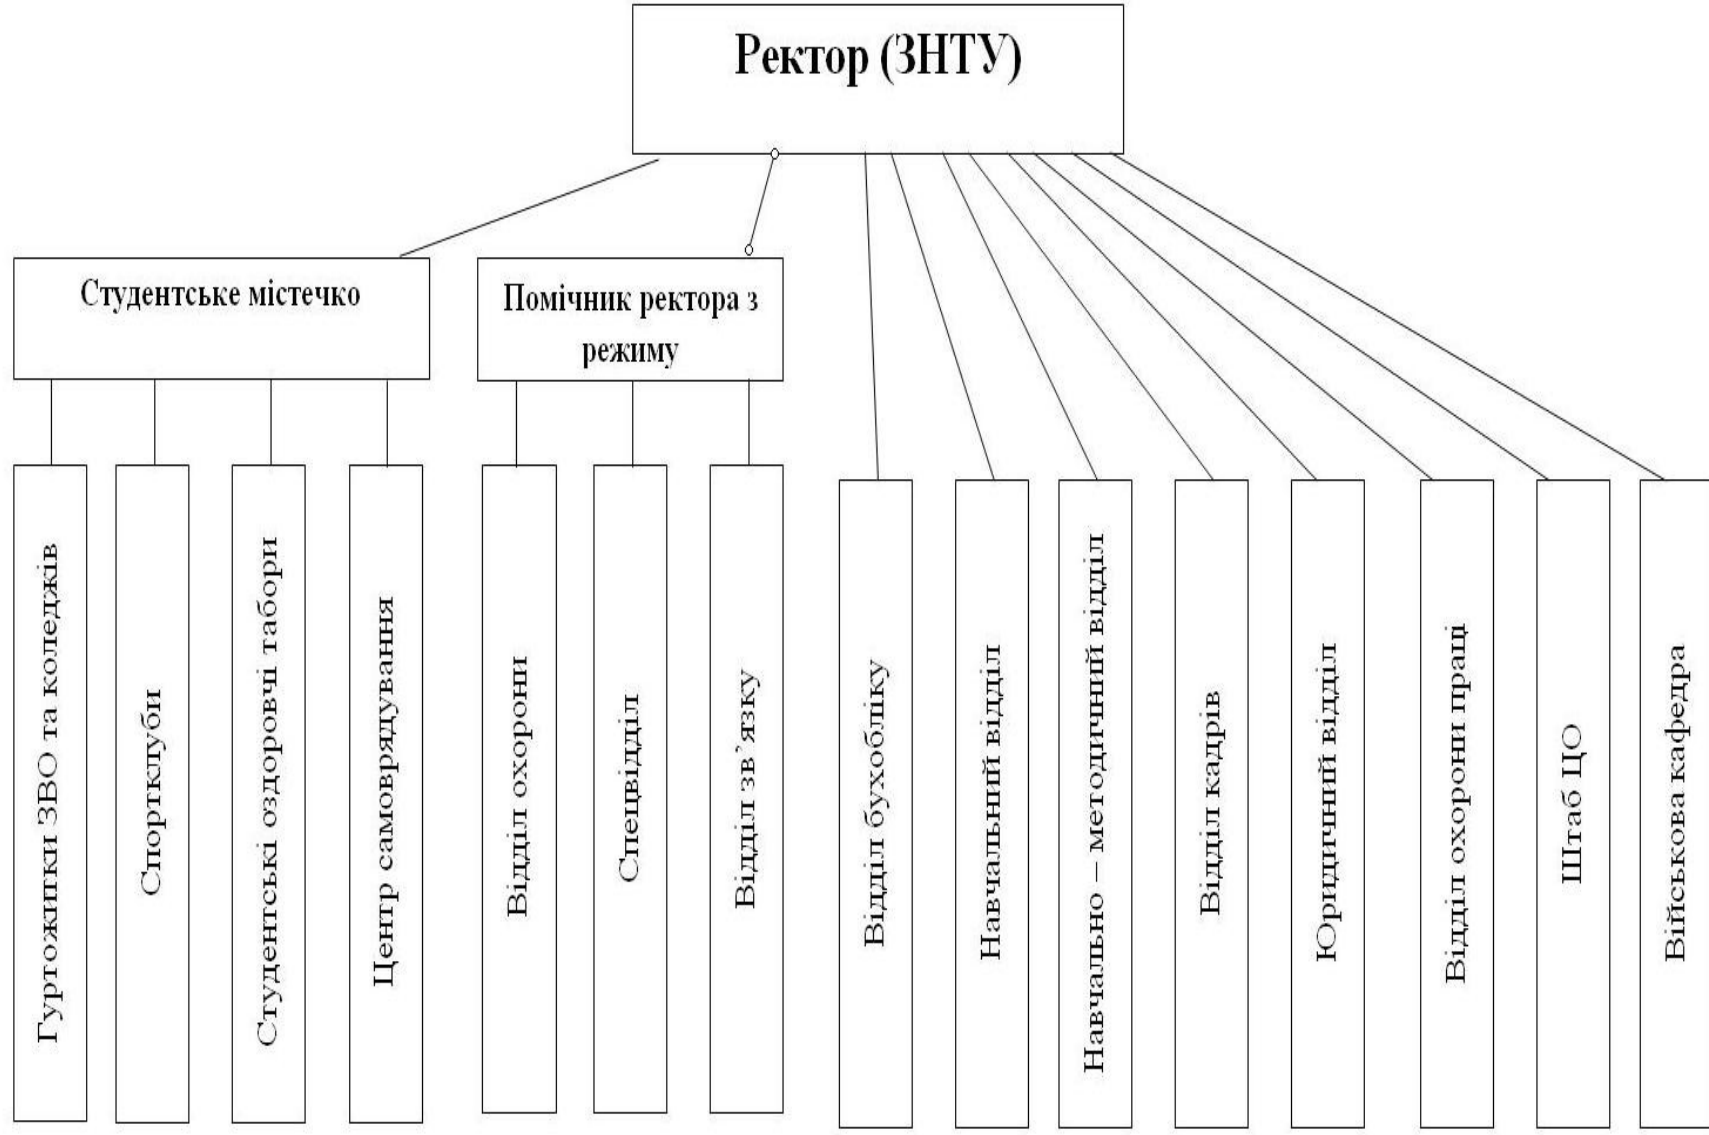 Ректор (ЗНТУ)
Студентське містечко
Помічник ректора з
режиму
Гуртожитки ЗВО та коледжів
Спортклуби
Студентські оздоровчі табори
Центр самоврядування
Відділ охорони
Спецвідділ
Відділ зв’язку
Відділ бухобліку
Навчальний відділ
Навчально – методичний відділ
Відділ кадрів
Юридичний відділ
Відділ охорони праці
Штаб ЦО
Військова кафедра